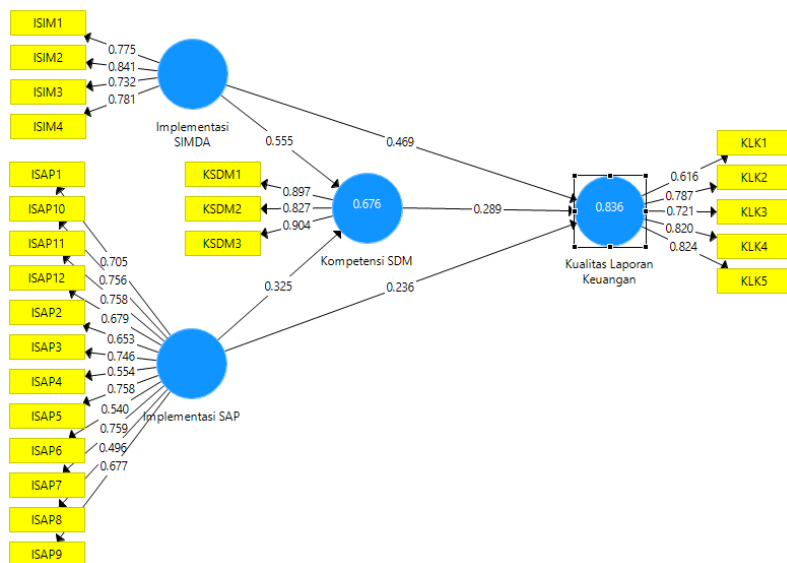 ISIM1
ISIM2
ISIM3
ISIM4
0.775
0.841
0.732
0.781
Implementasi
SIMDA
0.555
0.469
ISAP1
ISAP10
ISAP11
ISAP12
ISAP2
ISAP3
ISAP4
ISAP5
ISAP6
ISAP7
ISAP8
ISAP9
0.705
0.756
0.758
0.679
0.653
0.746
0.554
0.758
0.540
0.759
0.496
0.677
Implementasi SAP
KSDM1
KSDM2
KSDM3
0.897
0.827
0.904
0.676
Kompetensi SDM
0.325
0.289
0.236
0.836
Kualitas Laporan
Keuangan
0.616
0.787
0.721
0.820
0.824
KLK1
KLK2
KLK3
KLK4
KLK5